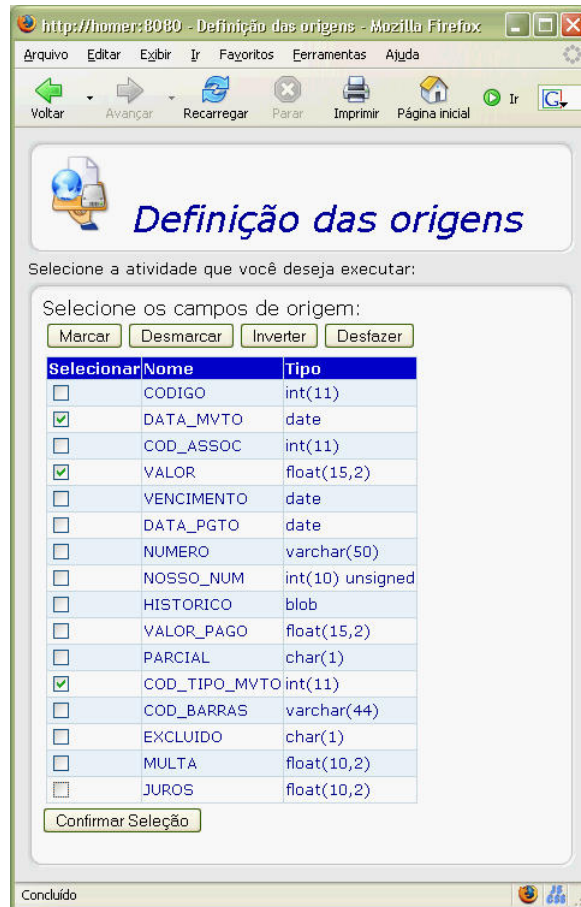 http://homer:8080 - Definição das origens - Mozilla Firefox
Arquivo Editar Exibir Ir Favoritos Ferramentas Ajuda
Voltar Avançar Recarregar Parar Imprimir Página inicial Ir G
Definição das origens
Selecione a atividade que você deseja executar:
Selecione os campos de origem:
Marcar Desmarcar Inverter Desfazer
Selecionar Nome Tipo
CODIGO int(11)
DATA_MVTO date
COD_ASSOC int(11)
VALOR float(15,2)
VENCIMENTO date
DATA_PGTO date
NUMERO varchar(50)
NOSSO_NUM int(10) unsigned
HISTORICO blob
VALOR_PAGO float(15,2)
PARCIAL char(1)
COD_TIPO_MVTO int(11)
COD_BARRAS varchar(44)
EXCLUIDO char(1)
MULTA float(10,2)
JUROS float(10,2)
Confirmar Seleção
Concluído JS CSS